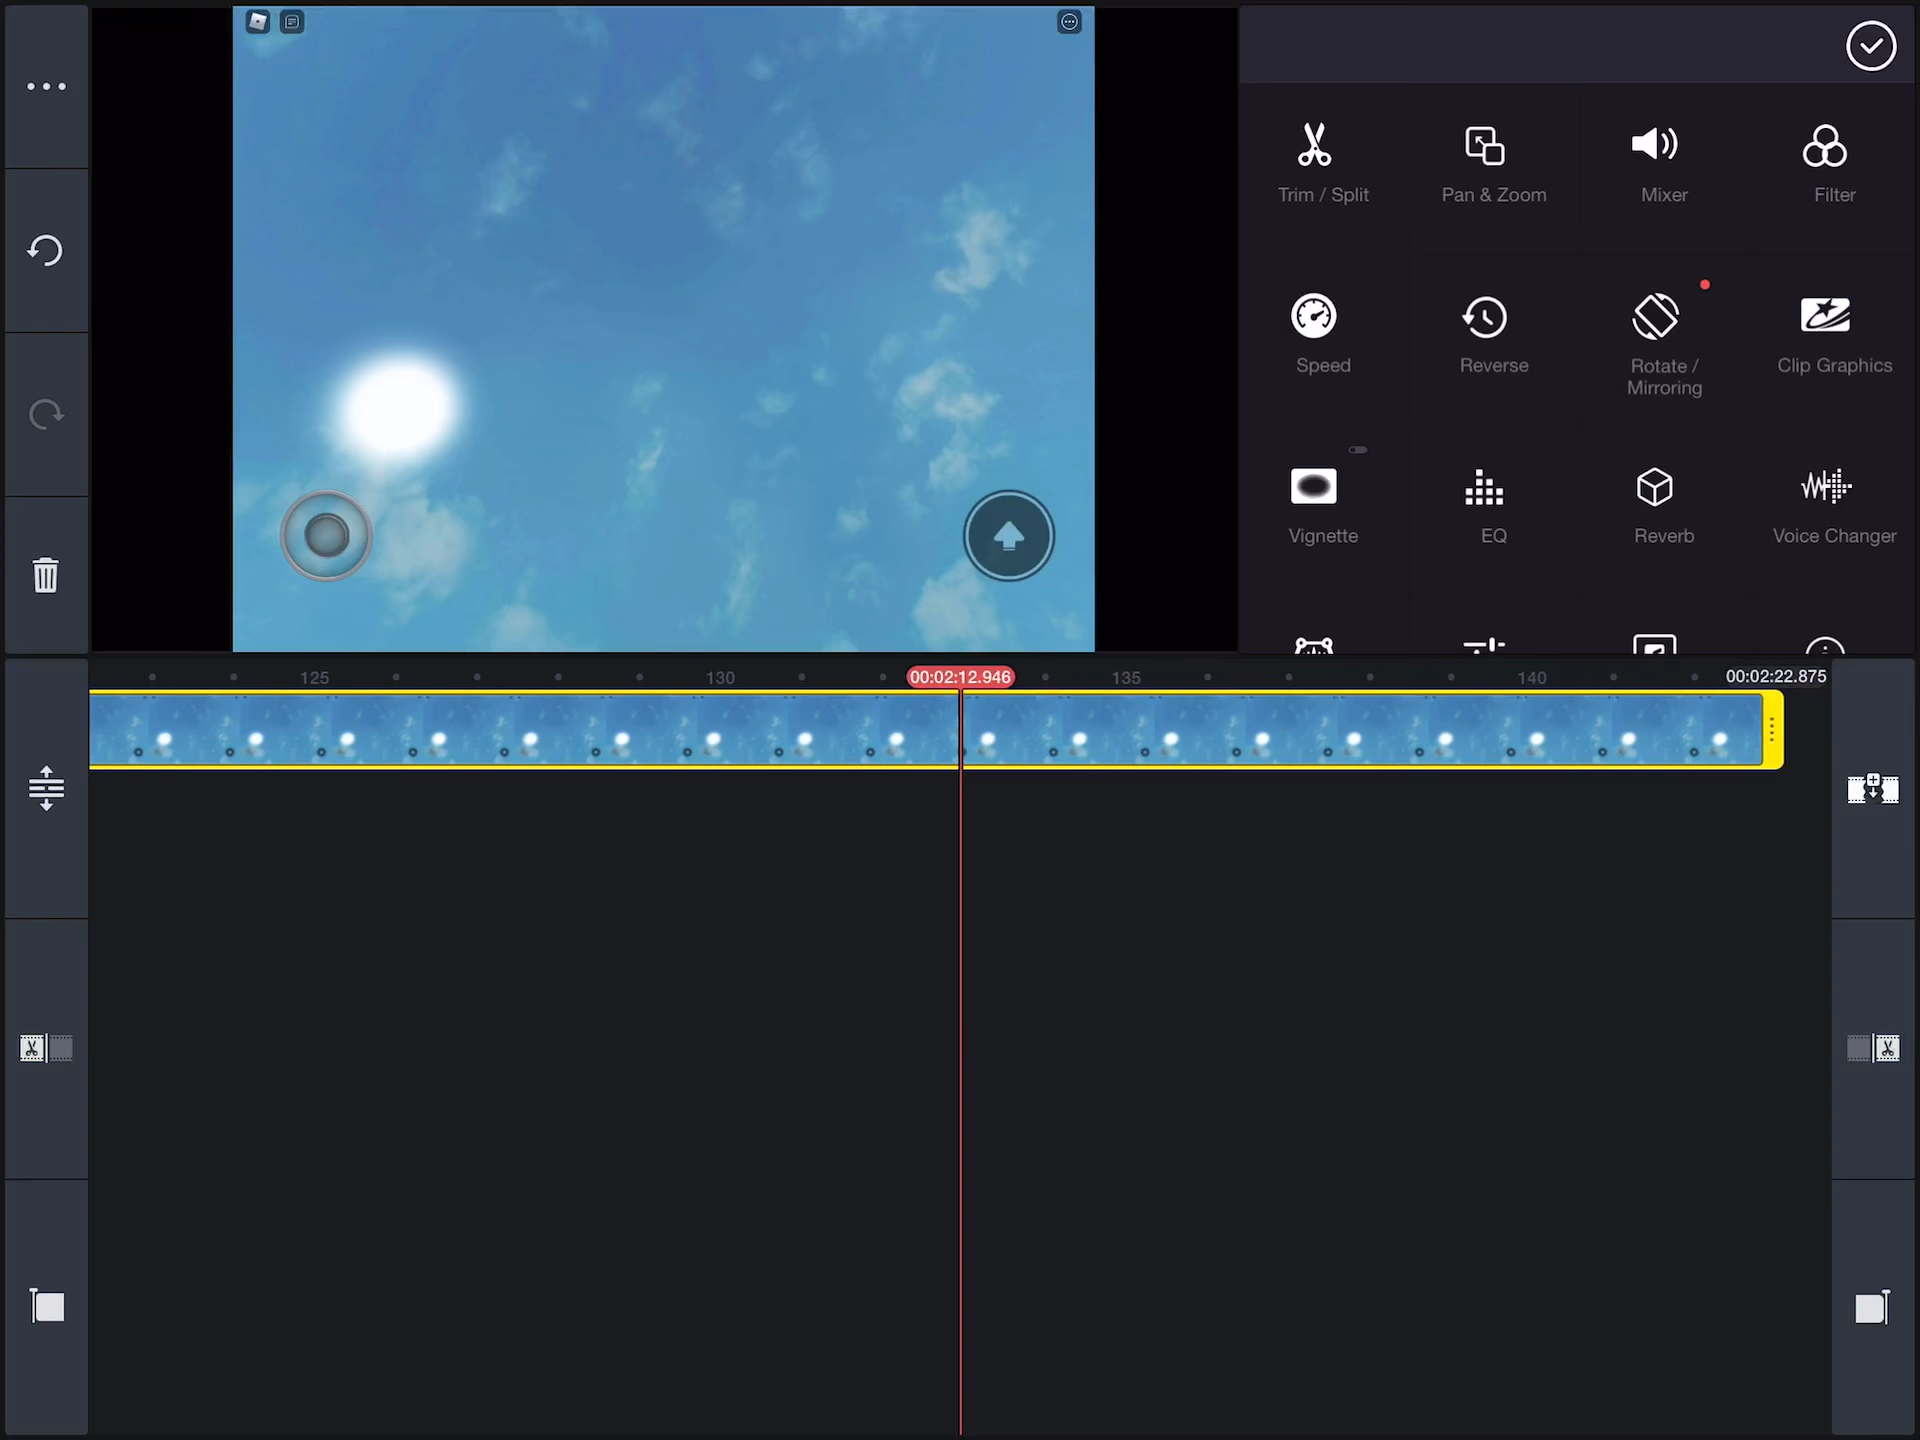 Trim / Split
Pan & Zoom
Mixer
Filter
Speed
Reverse
Rotate /
Mirroring
Clip Graphics
Vignette
EQ
Reverb
Voice Changer
125
130
00:02:12.946
135
140
00:02:22.875